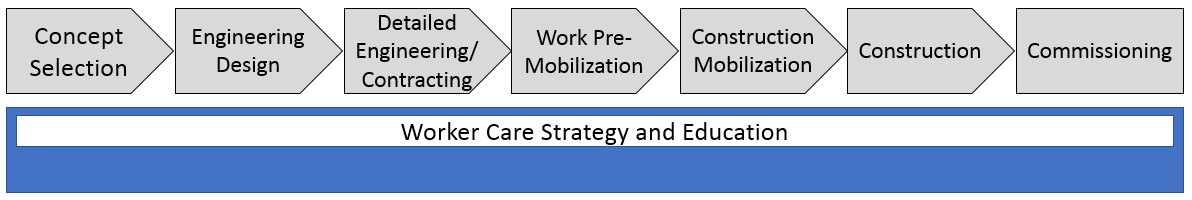 Concept
Selection
Engineering
Design
Detailed
Engineering/
Contracting
Work Pre-
Mobilization
Construction
Mobilization
Construction
Commissioning
Worker Care Strategy and Education